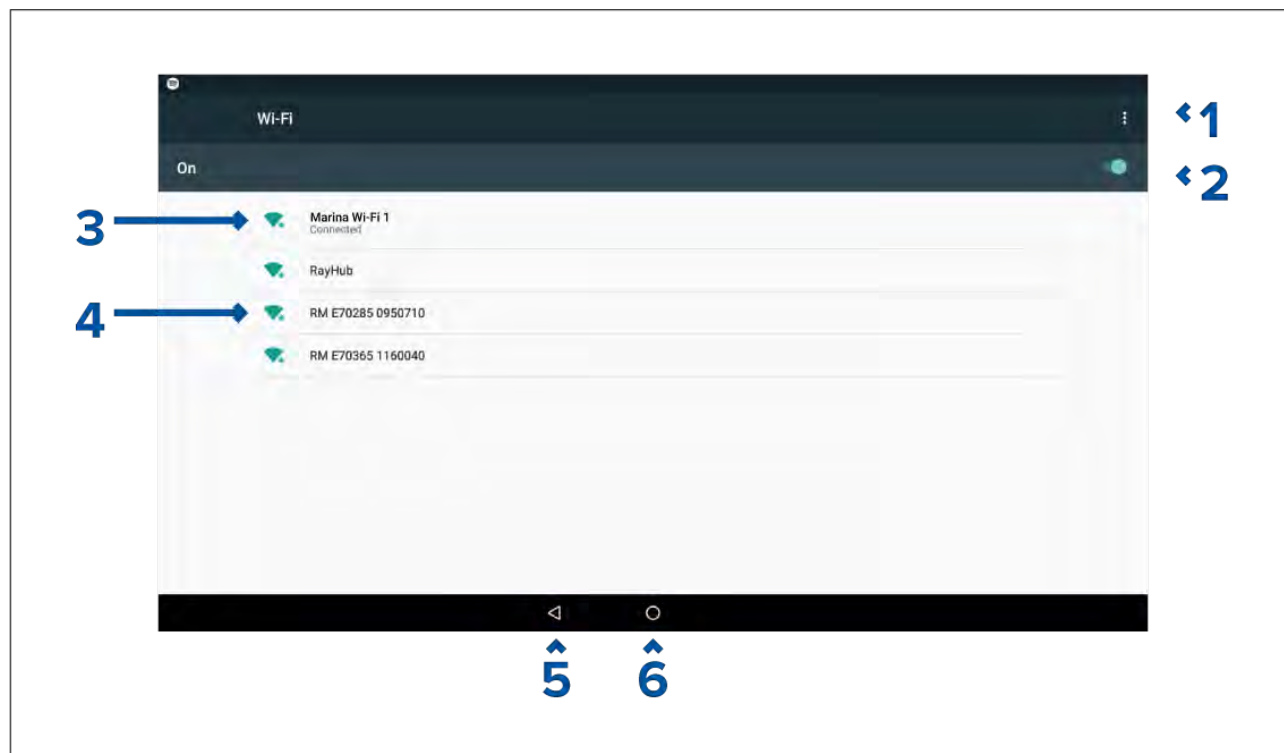 Wi-Fi
1
On
2
3
Marina Wi-Fi 1
Connected
RayHub
4
RM E70285 0950710
RM E70365 1160040
5 6